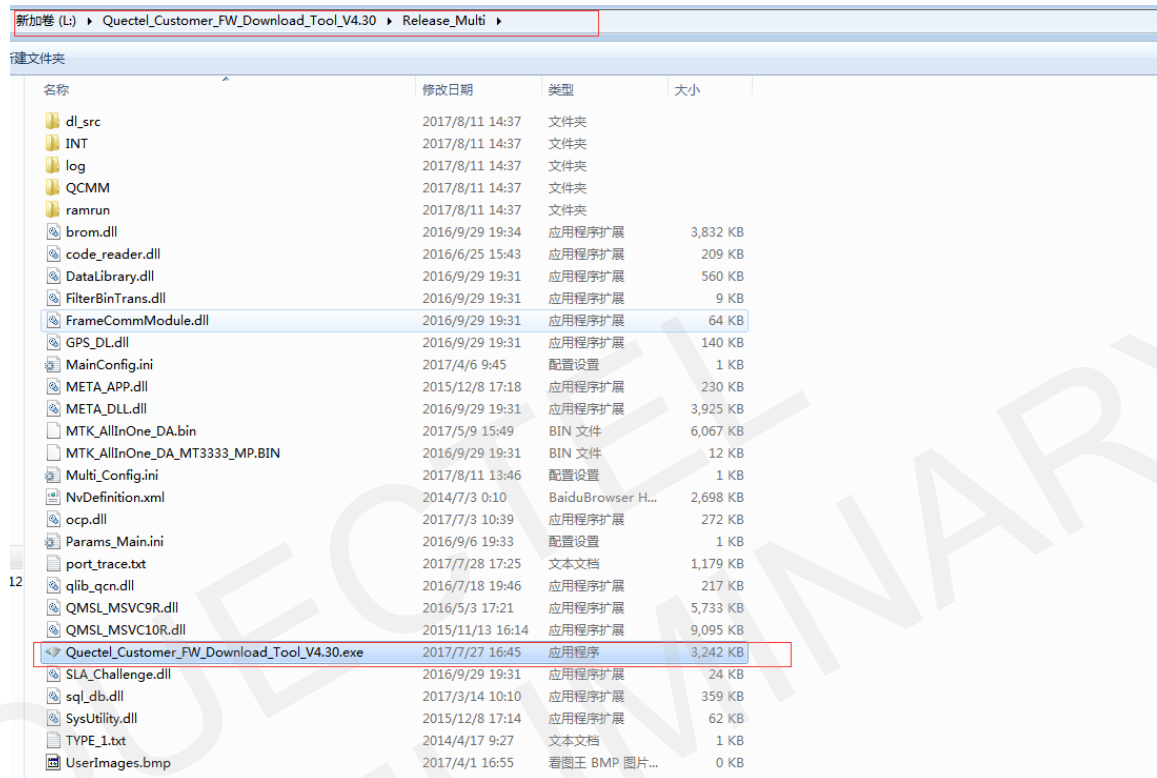 新加卷 (L:) ▸ Quectel_Customer_FW_Download_Tool_V4.30 ▸ Release_Multi ▸
新建文件夹
名称 修改日期 类型 大小
dl_src 2017/8/11 14:37 文件夹
INT 2017/8/11 14:37 文件夹
log 2017/8/11 14:37 文件夹
QCMM 2017/8/11 14:37 文件夹
ramrun 2017/8/11 14:37 文件夹
brom.dll 2016/9/29 19:34 应用程序扩展 3,832 KB
code_reader.dll 2016/6/25 15:43 应用程序扩展 209 KB
DataLibrary.dll 2016/9/29 19:31 应用程序扩展 560 KB
FilterBinTrans.dll 2016/9/29 19:31 应用程序扩展 9 KB
FrameCommModule.dll 2016/9/29 19:31 应用程序扩展 64 KB
GPS_DL.dll 2016/9/29 19:31 应用程序扩展 140 KB
MainConfig.ini 2017/4/6 9:45 配置设置 1 KB
META_APP.dll 2015/12/8 17:18 应用程序扩展 230 KB
META_DLL.dll 2016/9/29 19:31 应用程序扩展 3,925 KB
MTK_AllInOne_DA.bin 2017/5/9 15:49 BIN 文件 6,067 KB
MTK_AllInOne_DA_MT3333_MP.BIN 2016/9/29 19:31 BIN 文件 12 KB
Multi_Config.ini 2017/8/11 13:46 配置设置 1 KB
NvDefinition.xml 2014/7/3 0:10 BaiduBrowser H... 2,698 KB
ocp.dll 2017/7/3 10:39 应用程序扩展 272 KB
Params_Main.ini 2016/9/6 19:33 配置设置 1 KB
port_trace.txt 2017/7/28 17:25 文本文档 1,179 KB
12
qlib_qcn.dll 2016/7/18 19:46 应用程序扩展 217 KB
QMSL_MSVC9R.dll 2016/5/3 17:21 应用程序扩展 5,733 KB
QMSL_MSVC10R.dll 2015/11/13 16:14 应用程序扩展 9,095 KB
Quectel_Customer_FW_Download_Tool_V4.30.exe 2017/7/27 16:45 应用程序 3,242 KB
SLA_Challenge.dll 2016/9/29 19:31 应用程序扩展 24 KB
sql_db.dll 2017/3/14 10:10 应用程序扩展 359 KB
SysUtility.dll 2015/12/8 17:14 应用程序扩展 62 KB
TYPE_1.txt 2014/4/17 9:27 文本文档 1 KB
UserImages.bmp 2017/4/1 16:55 看图王 BMP 图片... 0 KB